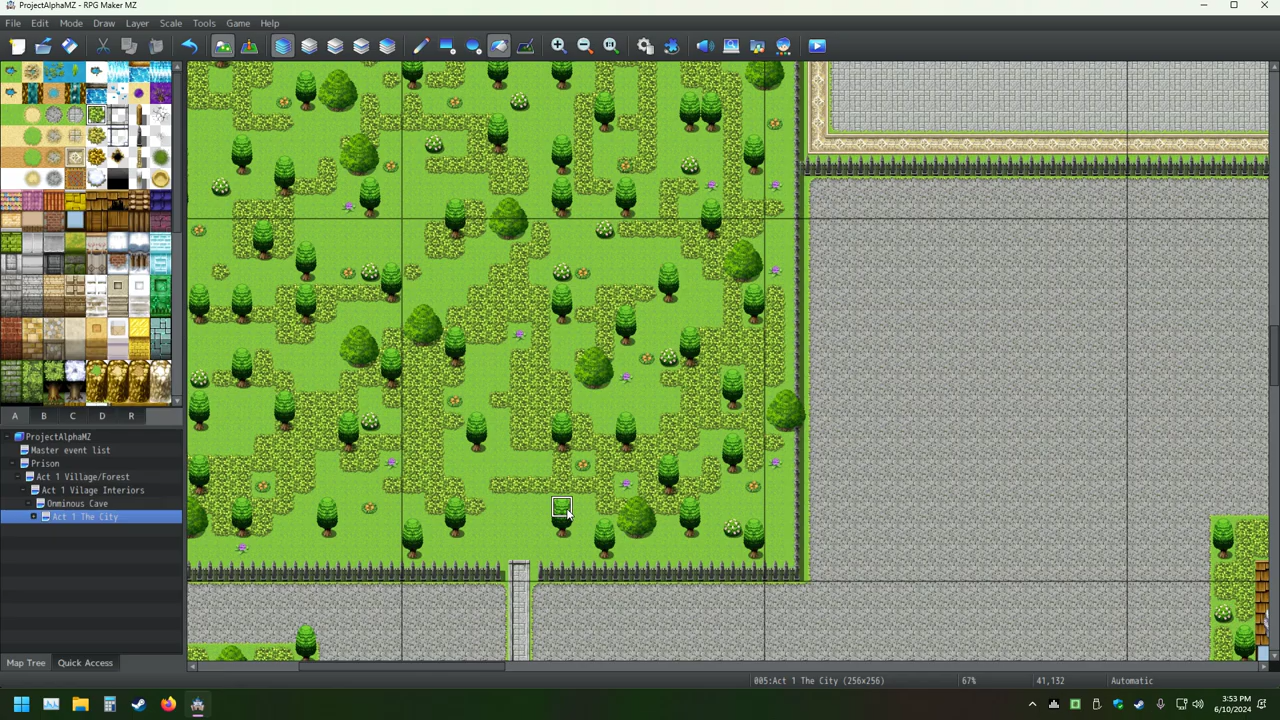 ProjectAlphaMZ - RPG Maker MZ
File Edit Mode Draw Layer Scale Tools Game Help
A B C D R
ProjectAlphaMZ
Master event list
Prison
Act 1 Village/Forest
Act 1 Vilage Interiors
Onminous Cave
Act 1 The City
Map Tree Quick Access
005:Act 1 The City (256x256) 67% 41,132 Automatic
3:53 PM
6/10/2024